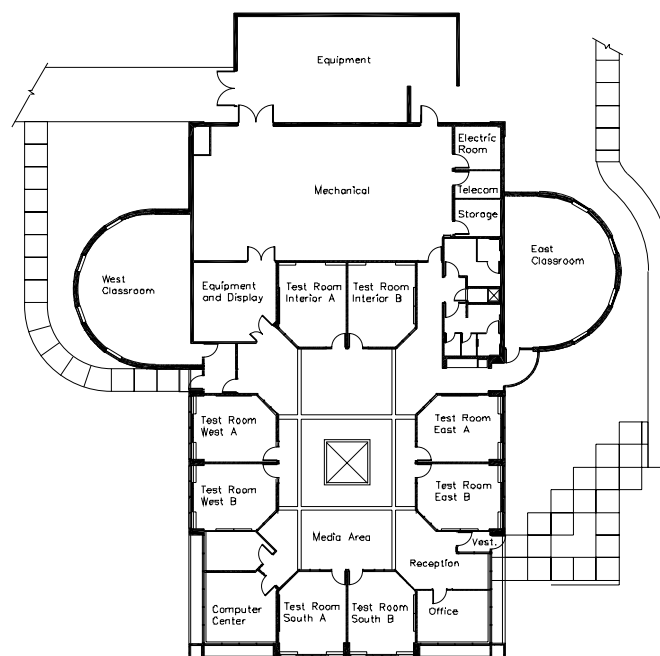 Equipment
Electric
Room
Mechanical
Telecom
Storage
West
Classroom
East
Classroom
Equipment
and Display
Test Room
Interior A
Test Room
Interior B
Test Room
West A
Test Room
East A
Test Room
West B
Test Room
East B
Media Area
Vest.
Reception
Computer
Center
Test Room
South A
Test Room
South B
Office